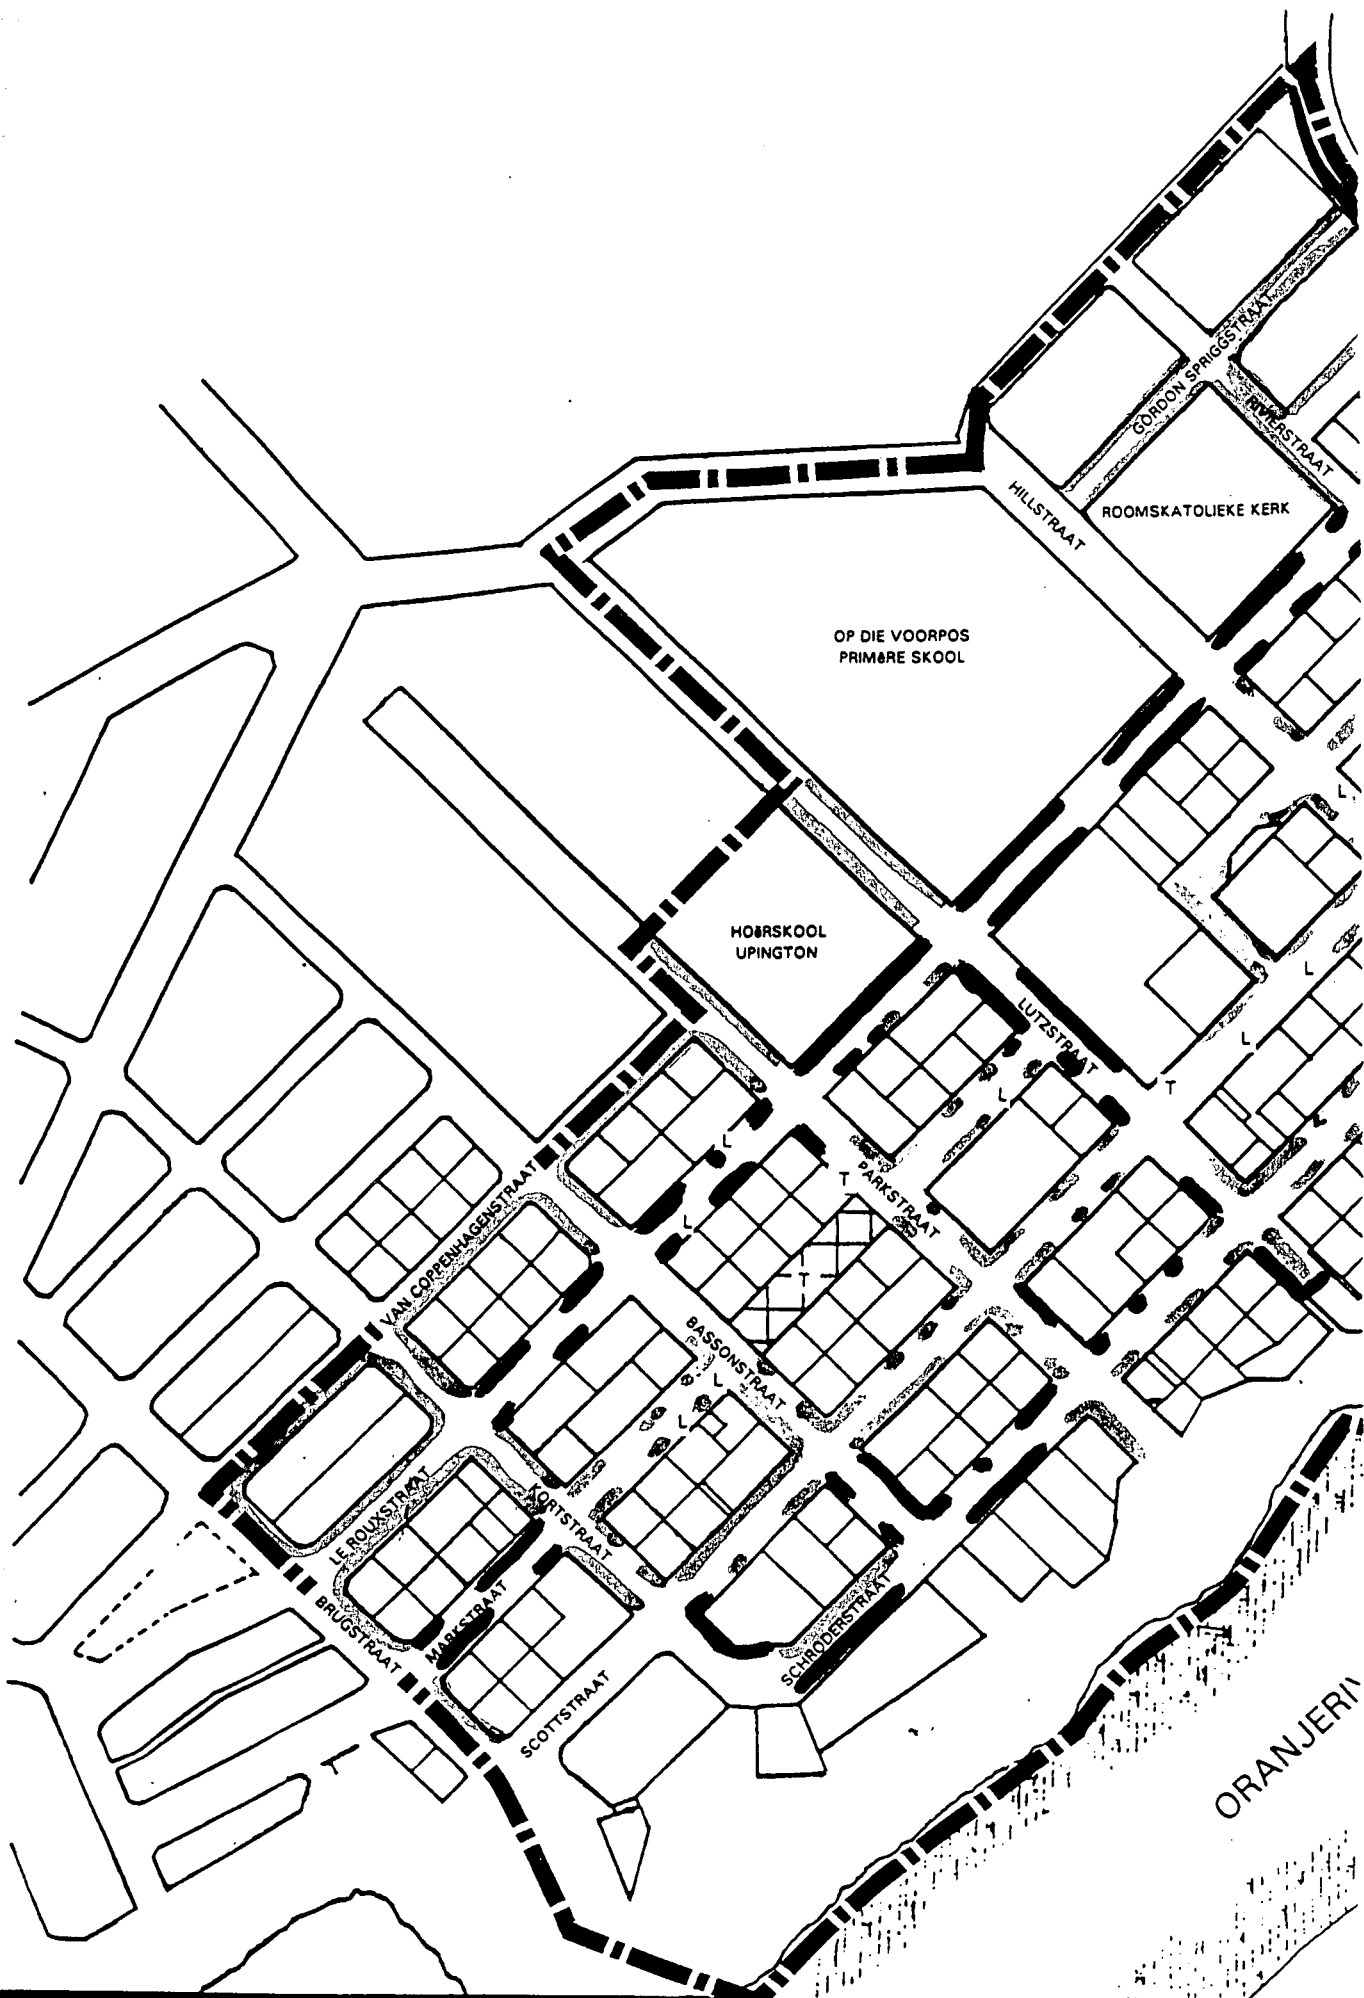 GORDON SPRIGGSTRAAT
RIVIERSTRAAT
HILLSTRAAT
ROOMSKATOLIEKE KERK
OP DIE VOORPOS
PRIMêRE SKOOL
L
HOëRSKOOL
UPINGTON
L
LUTZSTRAAT
L
T
L
L
PARKSTRAAT
T
VAN COPPENHAGENSTRAAT
L
T
BASSONSTRAAT
L
L
LE ROUXSTRAAT
KORTSTRAAT
MARKSTRAAT
BRUGSTRAAT
SCHRODERSTRAAT
SCOTTSTRAAT
T
ORANJERIV